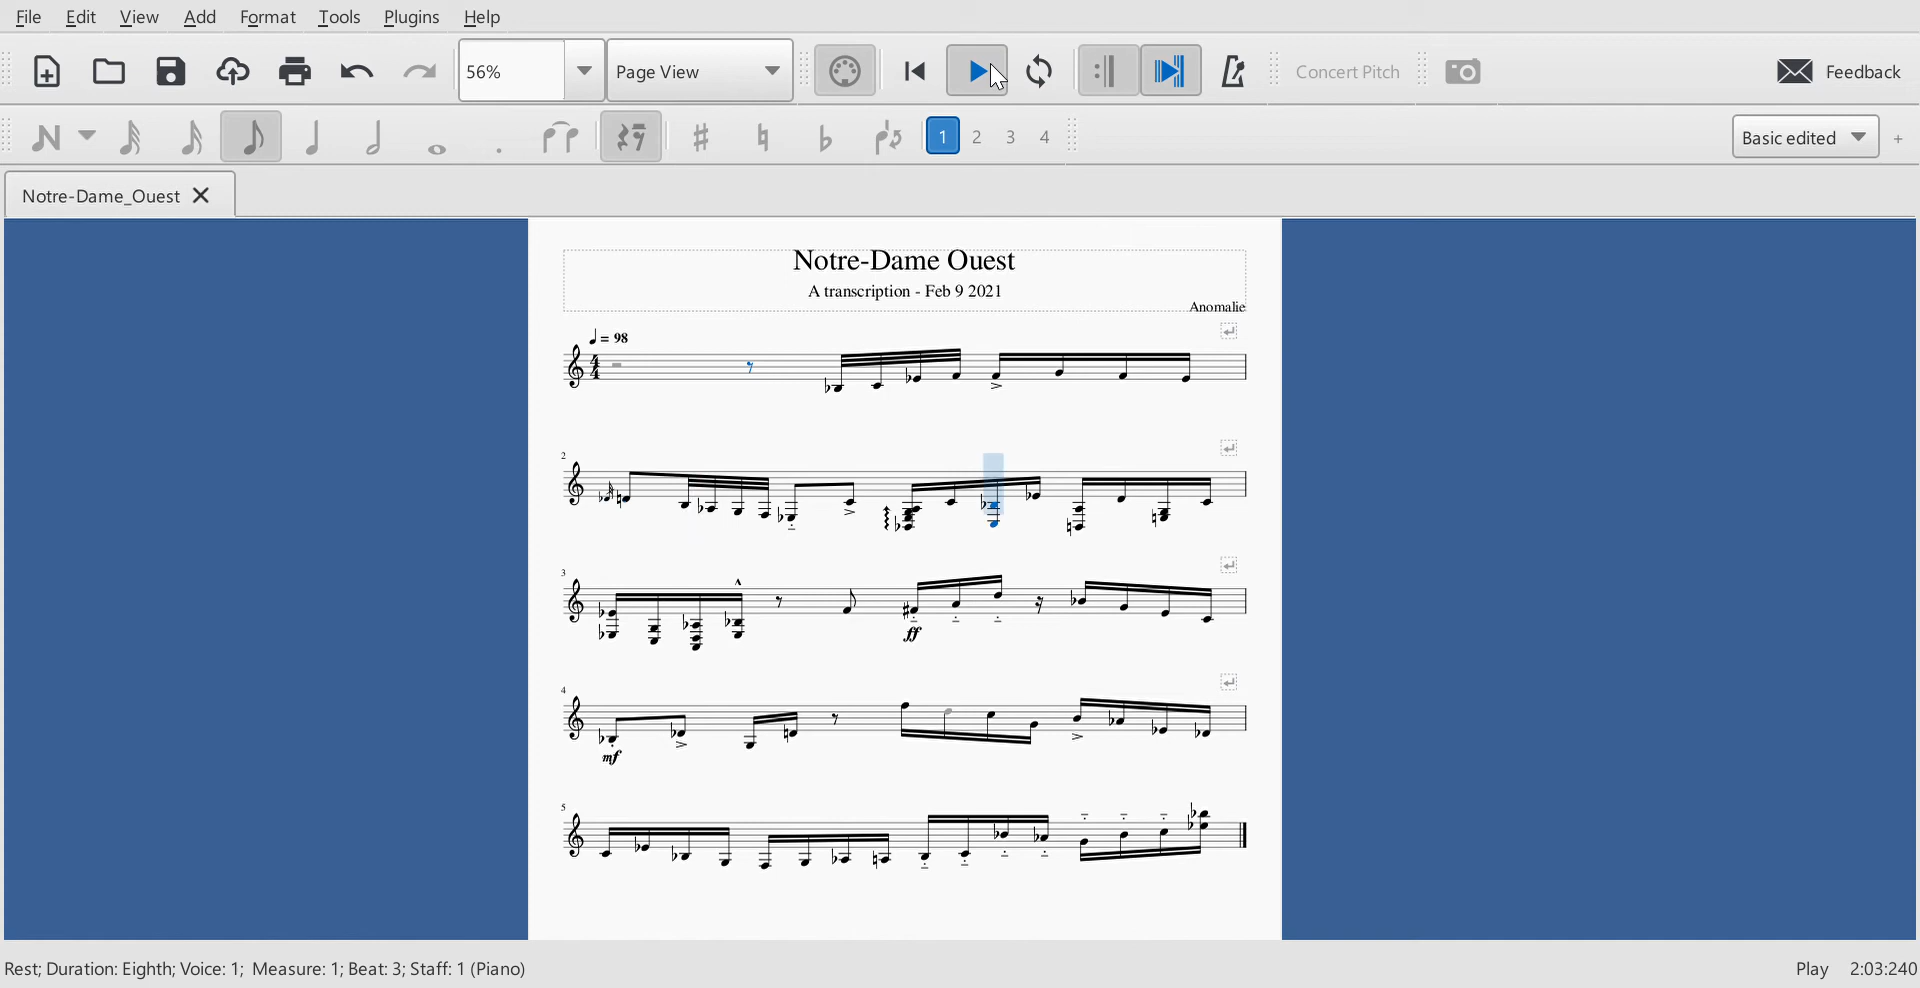 File Edit View Add Format Tools Plugins Help
56% Page View Concert Pitch Feedback
1 2 3 4 Basic edited +
Notre-Dame_Ouest
Notre-Dame Ouest
A transcription - Feb 9 2021
Anomalie
= 98
4
4
2
3
ff
4
mf
5
Rest; Duration: Eighth; Voice: 1; Measure: 1; Beat: 3; Staff: 1 (Piano) Play 2:03:240